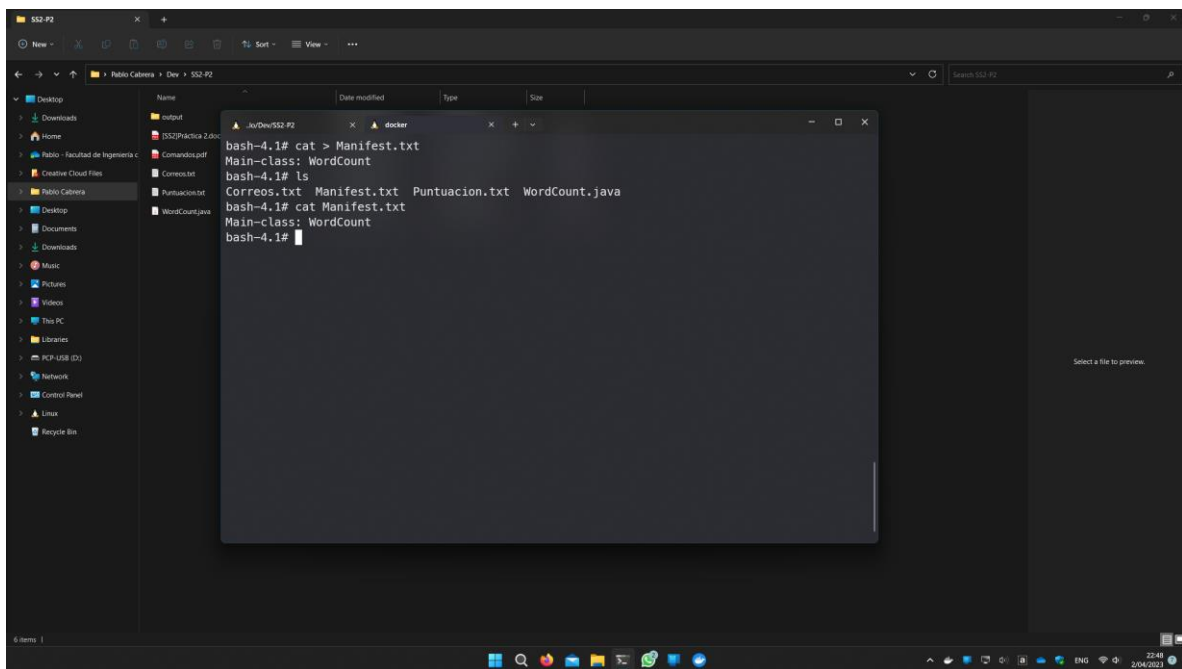 SS2-P2
New
Sort
View
Pablo Cabrera
Dev
SS2-P2
Search SS2-P2
Desktop
Downloads
Home
Pablo - Facultad de Ingeniería c
Creative Cloud Files
Pablo Cabrera
Desktop
Documents
Downloads
Music
Pictures
Videos
This PC
Libraries
PCP-USB (D:)
Network
Control Panel
Linux
Recycle Bin
Name
Date modified
Type
Size
output
[SS2]Práctica 2.doc
Comandos.pdf
Correos.txt
Puntuacion.txt
WordCount.java
../o/Dev/SS2-P2
docker
bash-4.1# cat > Manifest.txt
Main-class: WordCount
bash-4.1# ls
Correos.txt Manifest.txt Puntuacion.txt WordCount.java
bash-4.1# cat Manifest.txt
Main-class: WordCount
bash-4.1#
Select a file to preview.
6 items
ENG
22:48
2/04/2023